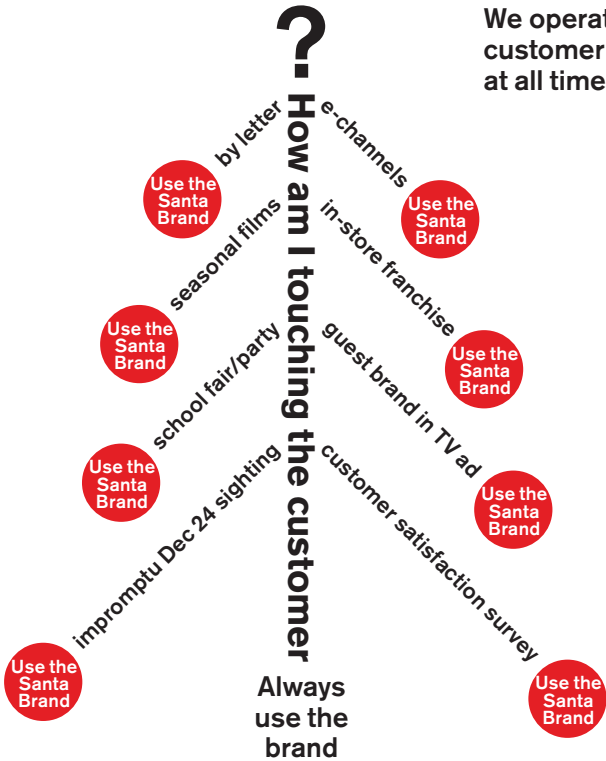 We operat
customer
at all time
?
How am I touching the customer
by letter
Use the
Santa
Brand
e-channels
Use the
Santa
Brand
seasonal films
Use the
Santa
Brand
in-store franchise
Use the
Santa
Brand
school fair/party
Use the
Santa
Brand
guest brand in TV ad
Use the
Santa
Brand
impromptu Dec 24 sighting
Use the
Santa
Brand
customer satisfaction survey
Use the
Santa
Brand
Always
use the
brand